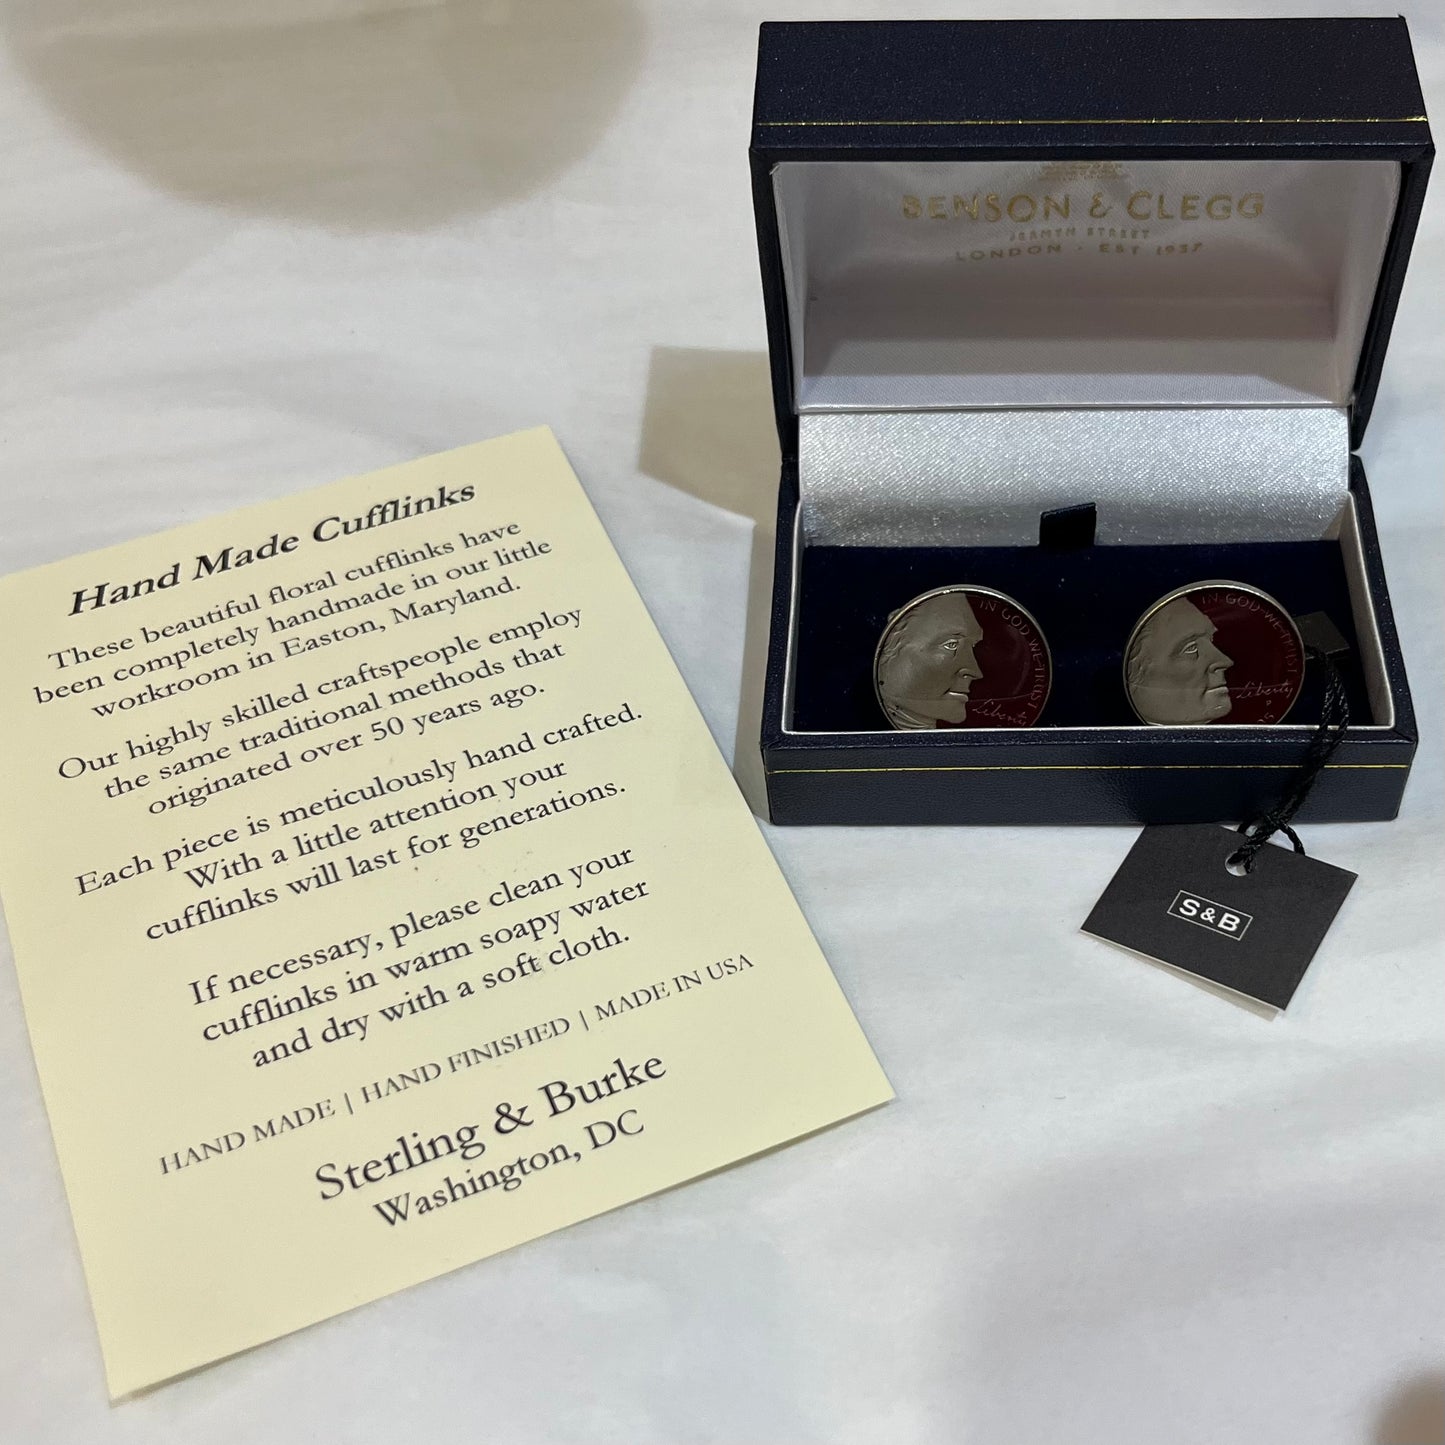 Hand Made Cufflinks
These beautiful floral cufflinks have
been completely handmade in our little
workroom in Easton, Maryland.
Our highly skilled craftspeople employ
the same traditional methods that
originated over 50 years ago.
Each piece is meticulously hand crafted.
With a little attention your
cufflinks will last for generations.
If necessary, please clean your
cufflinks in warm soapy water
and dry with a soft cloth.
HAND MADE | HAND FINISHED | MADE IN USA
Sterling & Burke
Washington, DC
BENSON & CLEGG
JERMYN STREET
LONDON · EST 1937
IN GOD WE TRUST
Liberty
IN GOD WE TRUST
Liberty
S&B